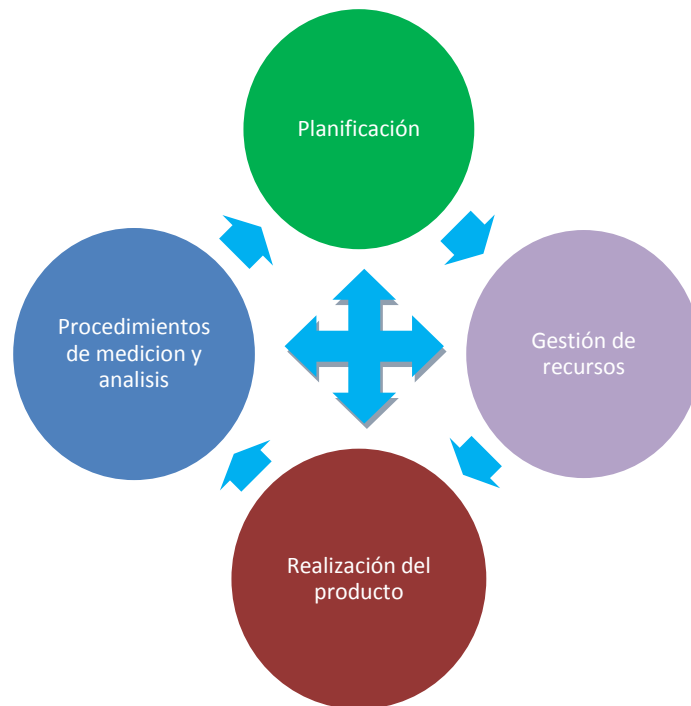 Planificación
Procedimientos
de medicion y
analisis
Gestión de
recursos
Realización del
producto